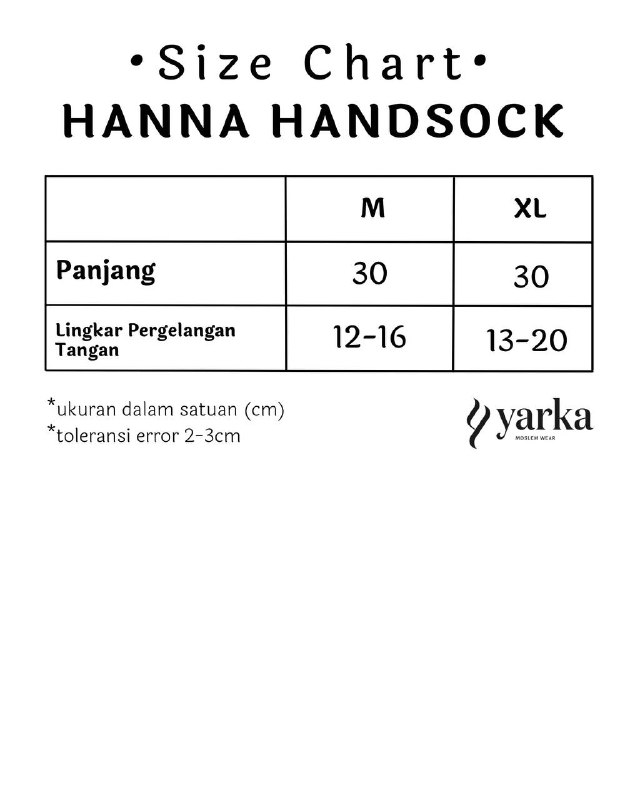 •Size Chart•
HANNA HANDSOCK
M XL
Panjang 30 30
Lingkar Pergelangan
Tangan 12-16 13-20
*ukuran dalam satuan (cm)
*toleransi error 2-3cm
yarka
MOSLEM WEAR